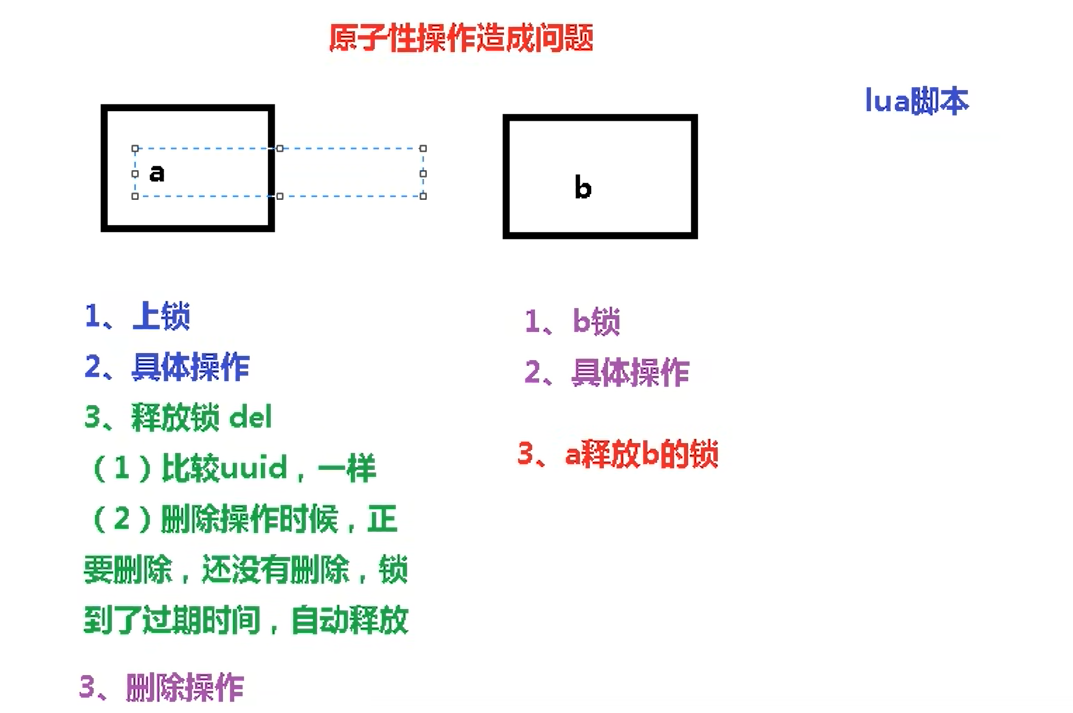 原子性操作造成问题
lua脚本
a
b
1、上锁
2、具体操作
3、释放锁 del
（1）比较uuid，一样
（2）删除操作时候，正
要删除，还没有删除，锁
到了过期时间，自动释放
3、删除操作
1、b锁
2、具体操作
3、a释放b的锁